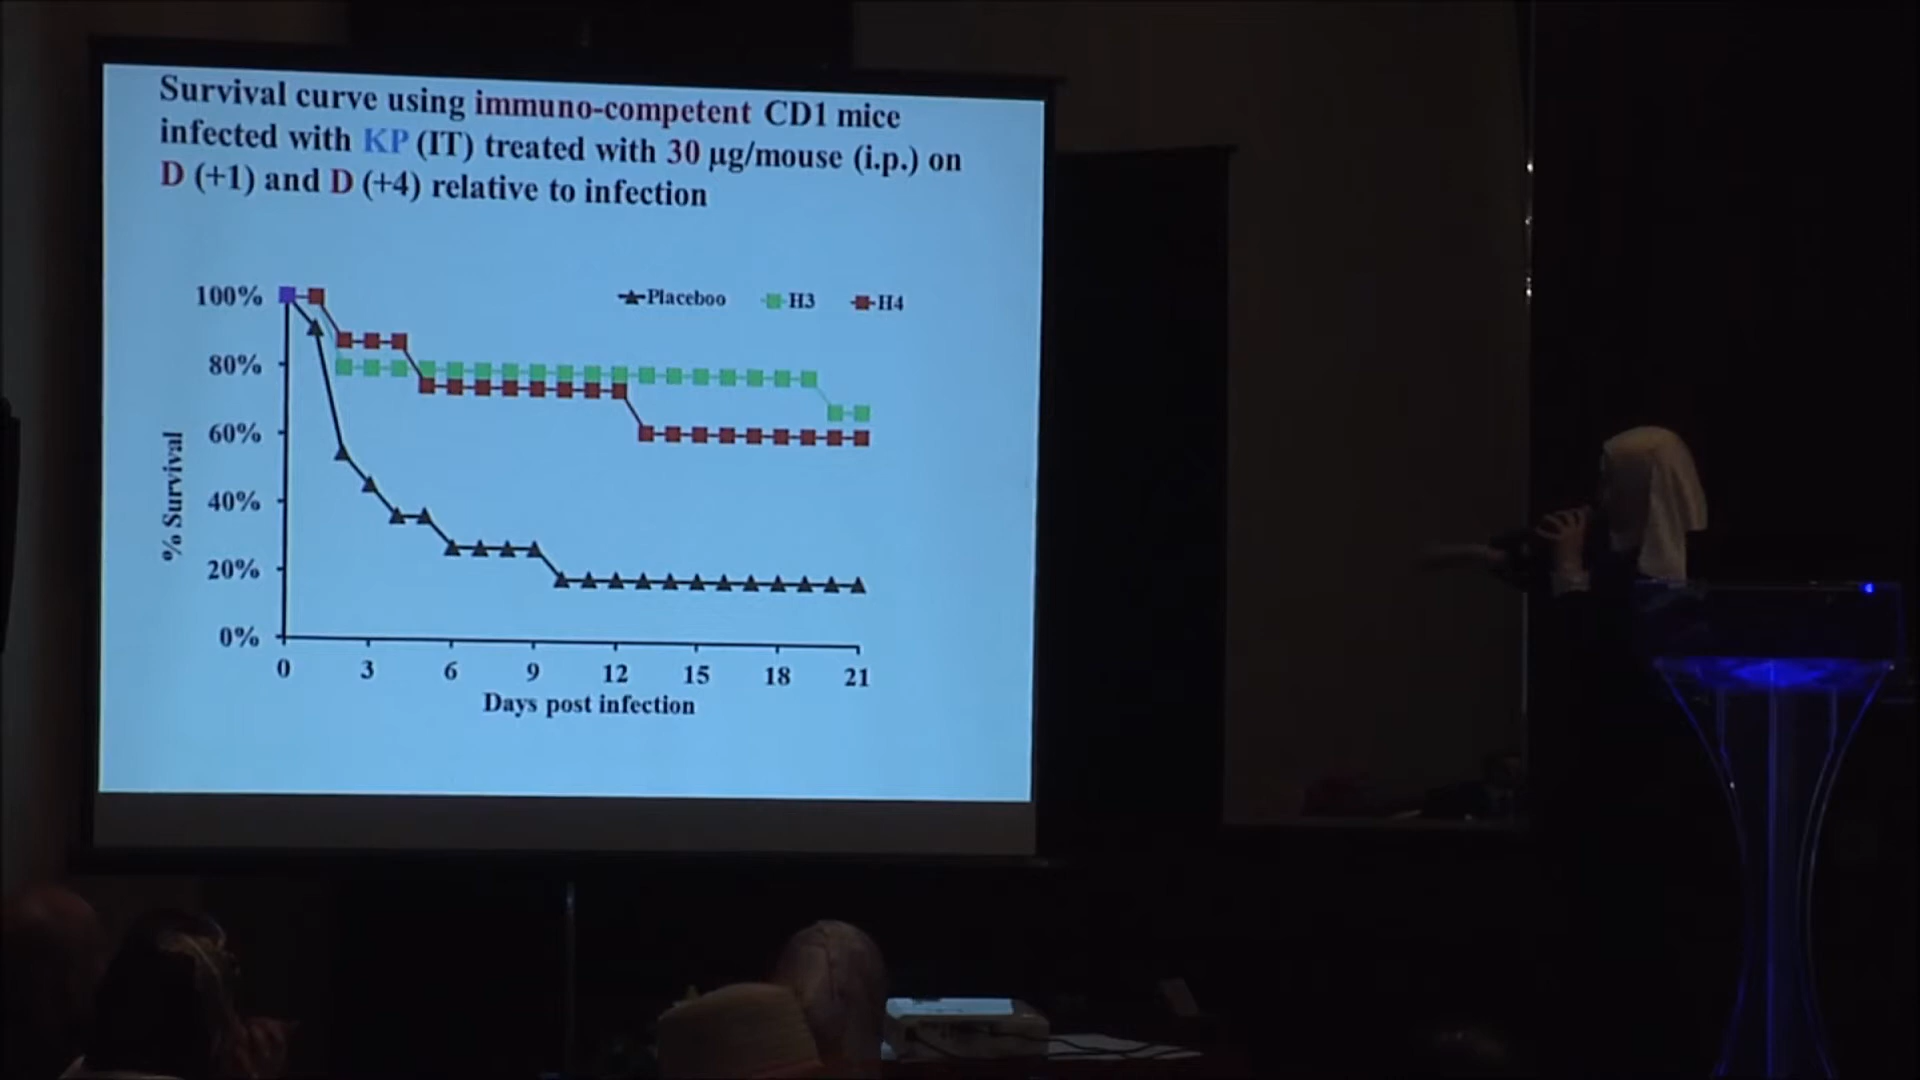 Survival curve using immuno-competent CD1 mice
infected with KP (IT) treated with 30 µg/mouse (i.p.) on
D (+1) and D (+4) relative to infection
Placeboo
H3
H4
100%
80%
60%
40%
20%
0%
% Survival
0 3 6 9 12 15 18 21
Days post infection